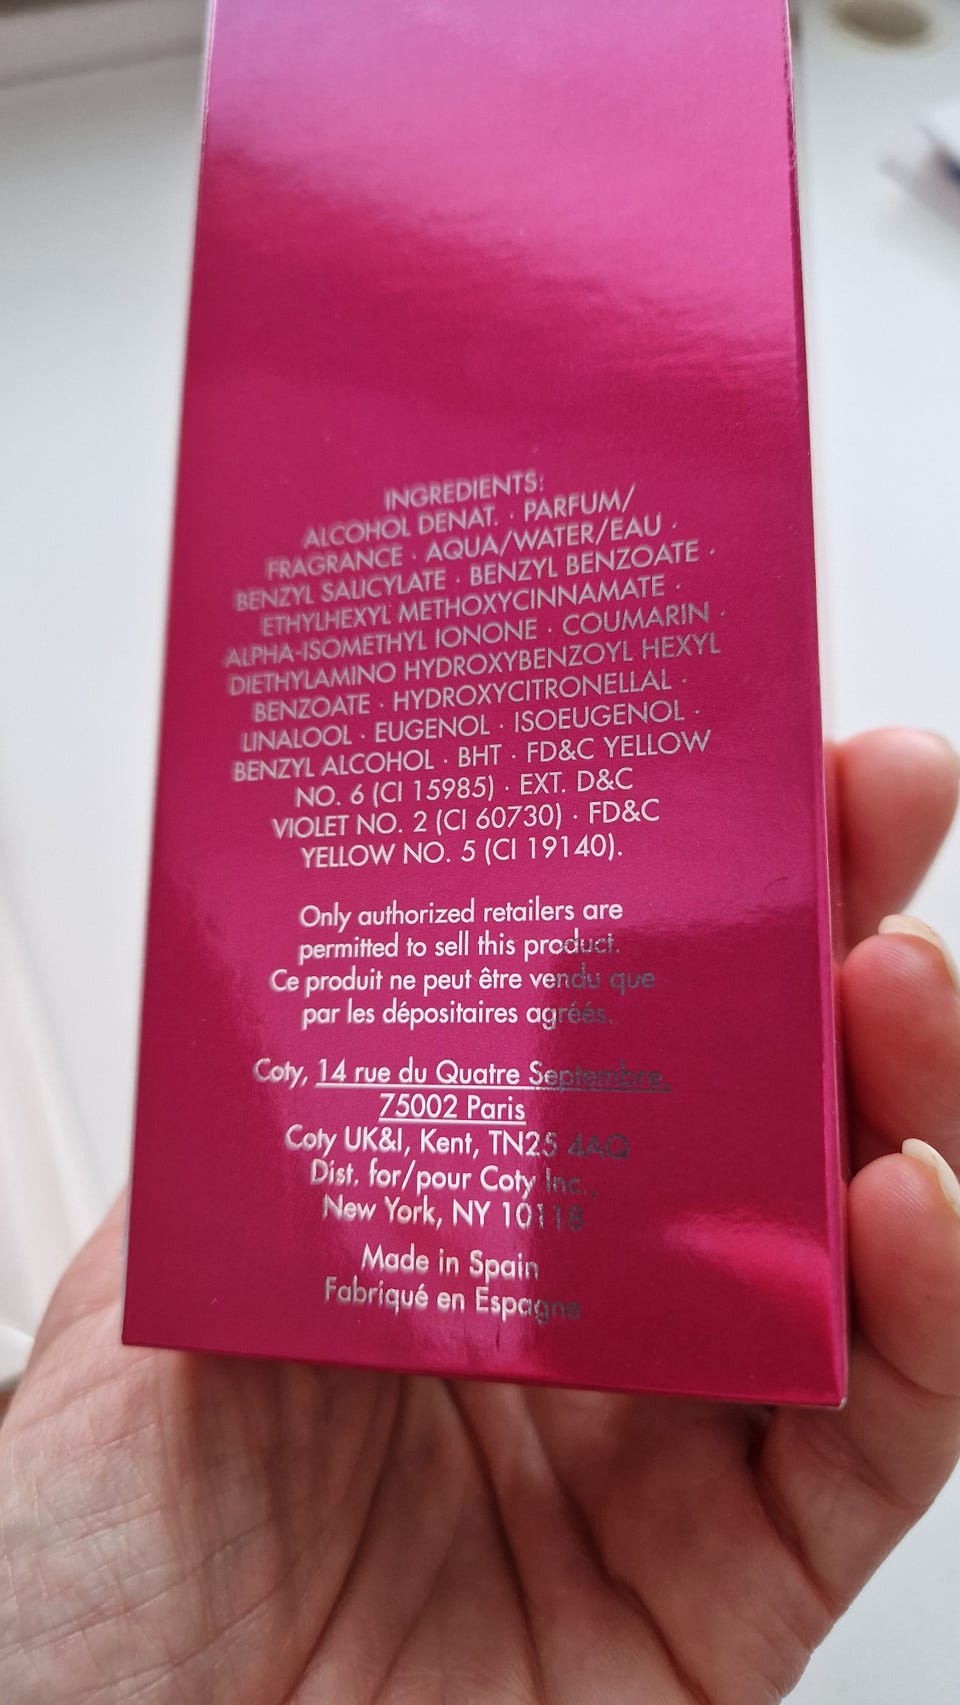 INGREDIENTS:
ALCOHOL DENAT. · PARFUM/
FRAGRANCE · AQUA/WATER/EAU ·
BENZYL SALICYLATE · BENZYL BENZOATE ·
ETHYLHEXYL METHOXYCINNAMATE ·
ALPHA-ISOMETHYL IONONE · COUMARIN ·
DIETHYLAMINO HYDROXYBENZOYL HEXYL
BENZOATE · HYDROXYCITRONELLAL ·
LINALOOL · EUGENOL · ISOEUGENOL ·
BENZYL ALCOHOL · BHT · FD&C YELLOW
NO. 6 (CI 15985) · EXT. D&C
VIOLET NO. 2 (CI 60730) · FD&C
YELLOW NO. 5 (CI 19140).
Only authorized retailers are
permitted to sell this product.
Ce produit ne peut être vendu que
par les dépositaires agréés.
Coty, 14 rue du Quatre Septembre,
75002 Paris
Coty UK&I, Kent, TN25 4AQ
Dist. for/pour Coty Inc.,
New York, NY 10118
Made in Spain
Fabriqué en Espagne